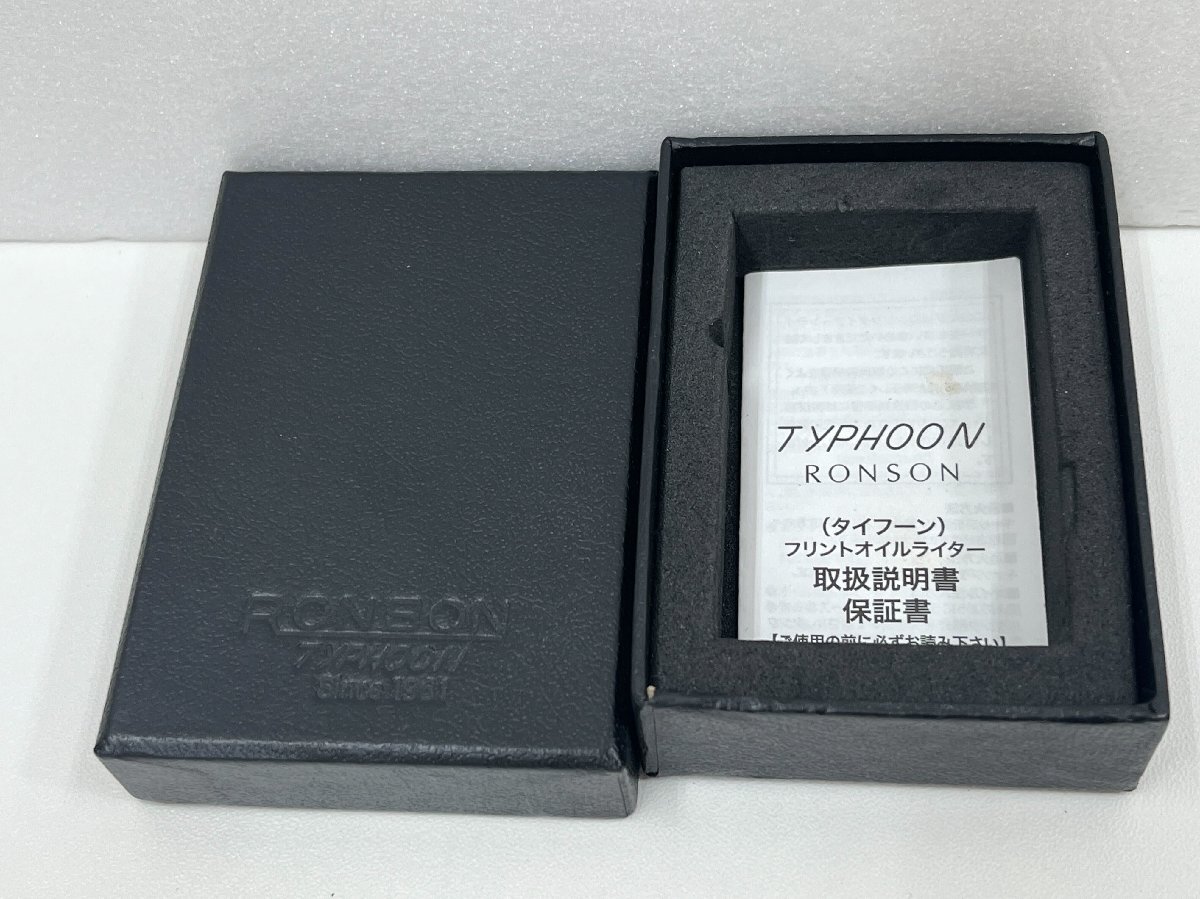 RONSON
TYPHOON
Since.1961
TYPHOON
RONSON
(タイフーン)
フリントオイルライター
取扱説明書
保証書
【ご使用の前に必ずお読み下さい】